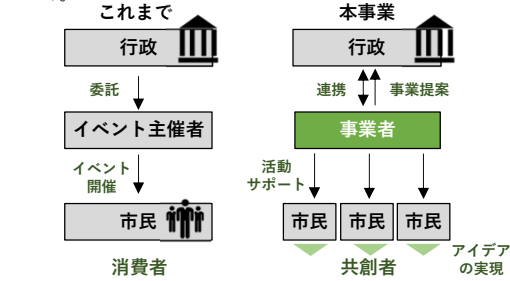 これまで
行政
委託
イベント主催者
イベント
開催
市民
消費者
本事業
行政
連携
事業提案
事業者
活動
サポート
市民
市民
市民
アイデア
の実現
共創者